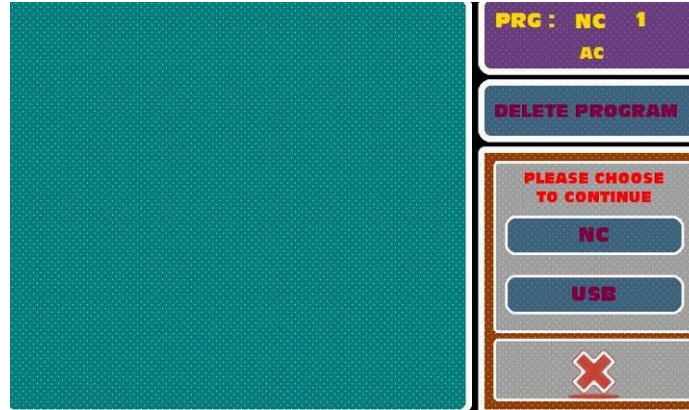 PRG : NC 1
AC
DELETE PROGRAM
PLEASE CHOOSE
TO CONTINUE
NC
USB